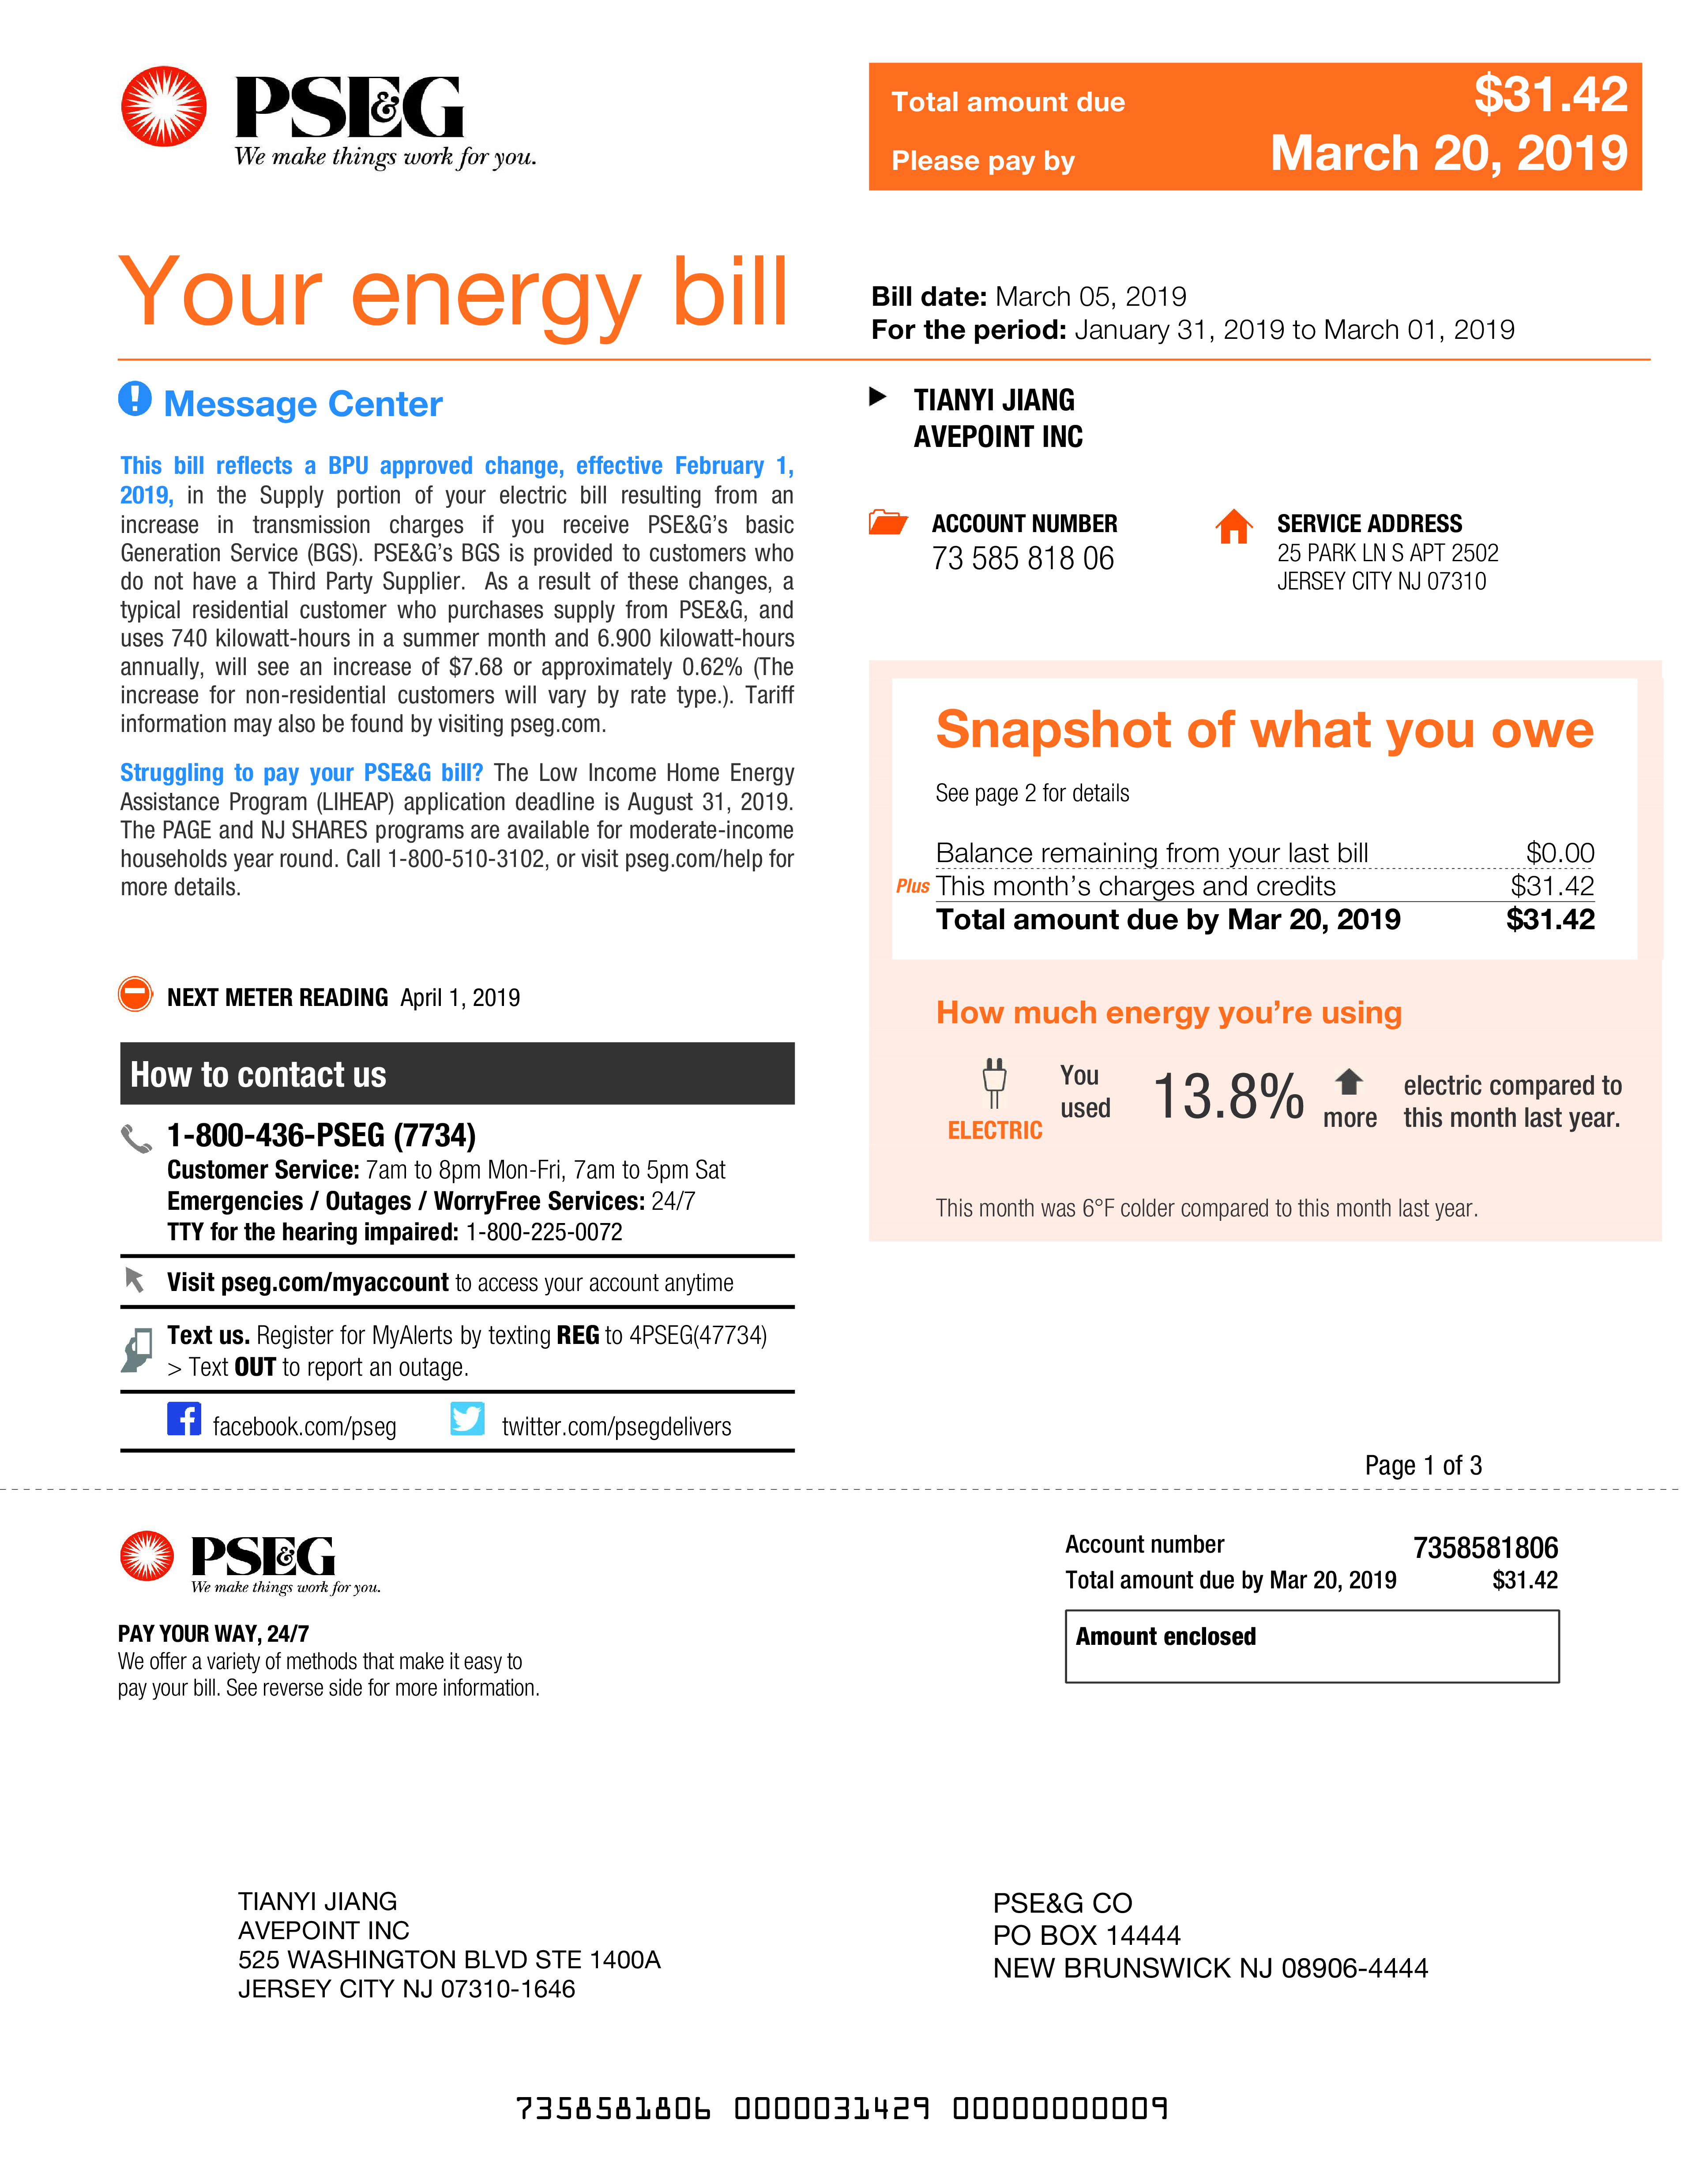 PSE&G
We make things work for you.
Total amount due $31.42
Please pay by March 20, 2019
Your energy bill
Bill date: March 05, 2019
For the period: January 31, 2019 to March 01, 2019
Message Center
This bill reflects a BPU approved change, effective February 1,
2019, in the Supply portion of your electric bill resulting from an
increase in transmission charges if you receive PSE&G's basic
Generation Service (BGS). PSE&G's BGS is provided to customers who
do not have a Third Party Supplier. As a result of these changes, a
typical residential customer who purchases supply from PSE&G, and
uses 740 kilowatt-hours in a summer month and 6.900 kilowatt-hours
annually, will see an increase of $7.68 or approximately 0.62% (The
increase for non-residential customers will vary by rate type.). Tariff
information may also be found by visiting pseg.com.
Struggling to pay your PSE&G bill? The Low Income Home Energy
Assistance Program (LIHEAP) application deadline is August 31, 2019.
The PAGE and NJ SHARES programs are available for moderate-income
households year round. Call 1-800-510-3102, or visit pseg.com/help for
more details.
NEXT METER READING April 1, 2019
How to contact us
1-800-436-PSEG (7734)
Customer Service: 7am to 8pm Mon-Fri, 7am to 5pm Sat
Emergencies / Outages / WorryFree Services: 24/7
TTY for the hearing impaired: 1-800-225-0072
Visit pseg.com/myaccount to access your account anytime
Text us. Register for MyAlerts by texting REG to 4PSEG(47734)
> Text OUT to report an outage.
facebook.com/pseg twitter.com/psegdelivers
TIANYI JIANG
AVEPOINT INC
ACCOUNT NUMBER
73 585 818 06
SERVICE ADDRESS
25 PARK LN S APT 2502
JERSEY CITY NJ 07310
Snapshot of what you owe
See page 2 for details
Balance remaining from your last bill $0.00
Plus This month's charges and credits $31.42
Total amount due by Mar 20, 2019 $31.42
How much energy you're using
ELECTRIC
You used 13.8% more electric compared to
this month last year.
This month was 6°F colder compared to this month last year.
Page 1 of 3
PSE&G
We make things work for you.
PAY YOUR WAY, 24/7
We offer a variety of methods that make it easy to
pay your bill. See reverse side for more information.
Account number 7358581806
Total amount due by Mar 20, 2019 $31.42
Amount enclosed
TIANYI JIANG
AVEPOINT INC
525 WASHINGTON BLVD STE 1400A
JERSEY CITY NJ 07310-1646
PSE&G CO
PO BOX 14444
NEW BRUNSWICK NJ 08906-4444
7358581806 0000031429 00000000009